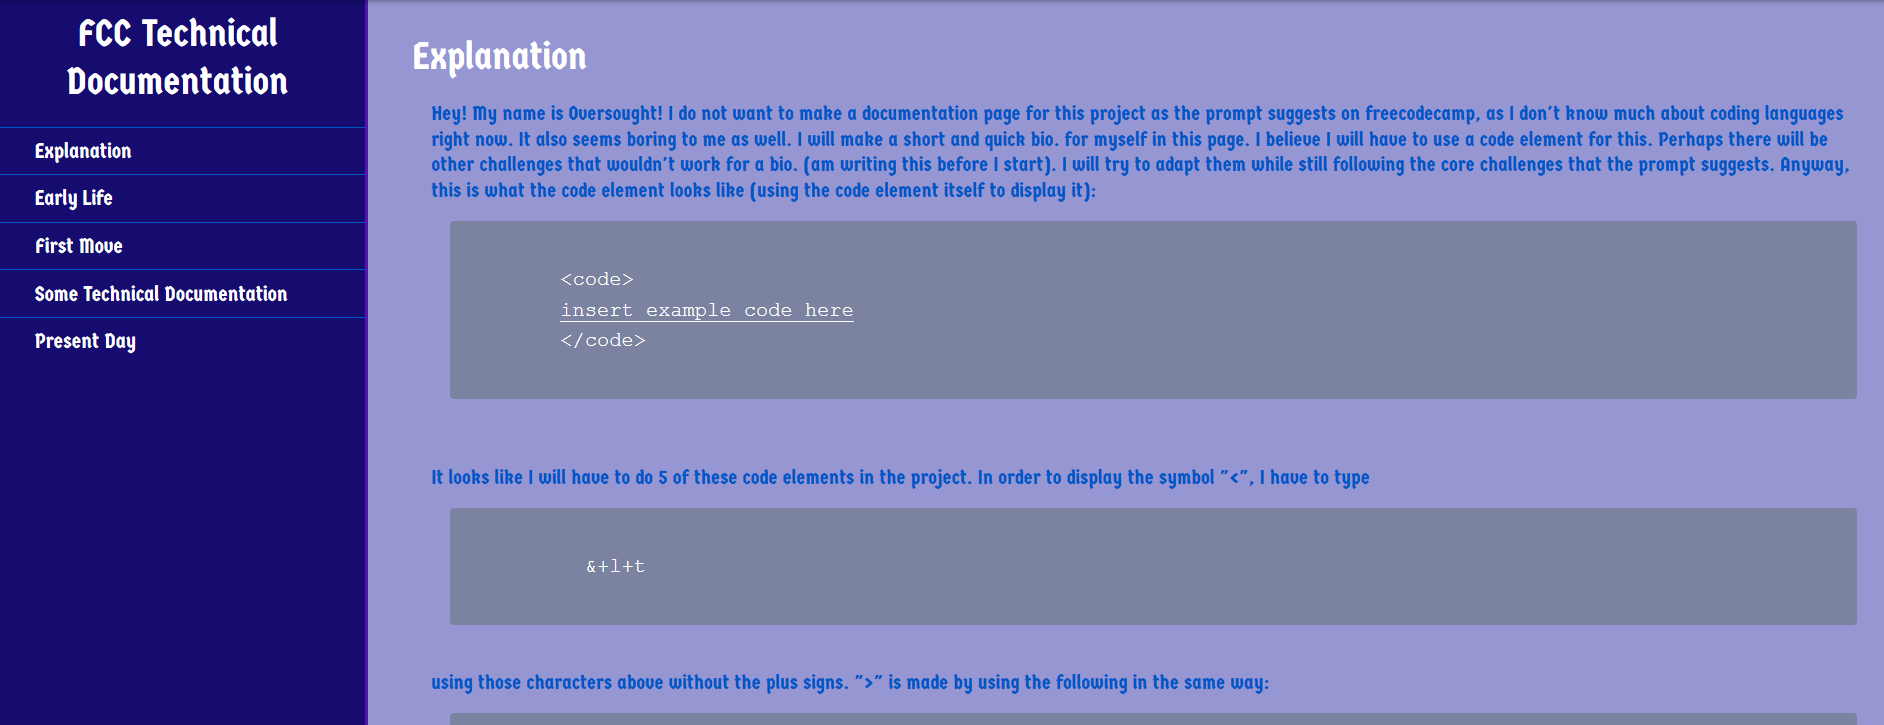 FCC Technical
Documentation
Explanation
Early Life
First Move
Some Technical Documentation
Present Day
Explanation
Hey! My name is Oversought! I do not want to make a documentation page for this project as the prompt suggests on freecodecamp, as I don't know much about coding languages
right now. It also seems boring to me as well. I will make a short and quick bio. for myself in this page. I believe I will have to use a code element for this. Perhaps there will be
other challenges that wouldn't work for a bio. (am writing this before I start). I will try to adapt them while still following the core challenges that the prompt suggests. Anyway,
this is what the code element looks like (using the code element itself to display it):
<code>
insert example code here
</code>
It looks like I will have to do 5 of these code elements in the project. In order to display the symbol "<", I have to type
&+l+t
using those characters above without the plus signs. ">" is made by using the following in the same way: